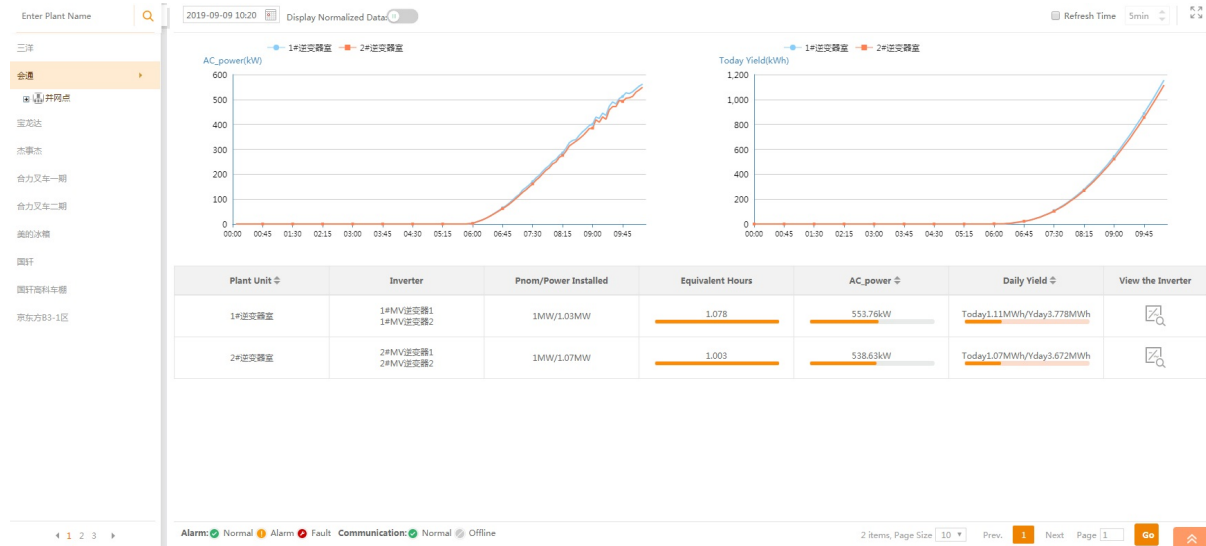 Enter Plant Name
三洋
会通
并网点
宝龙达
杰事杰
合力叉车一期
合力叉车二期
美的冰箱
国轩
国轩高科车棚
京东方B3-1区
1 2 3
2019-09-09 10:20 Display Normalized Data:
Refresh Time 5min
1#逆变器室 2#逆变器室
AC_power(kW)
600
500
400
300
200
100
0
00:00 00:45 01:30 02:15 03:00 03:45 04:30 05:15 06:00 06:45 07:30 08:15 09:00 09:45
1#逆变器室 2#逆变器室
Today Yield(kWh)
1,200
1,000
800
600
400
200
0
00:00 00:45 01:30 02:15 03:00 03:45 04:30 05:15 06:00 06:45 07:30 08:15 09:00 09:45
Plant Unit Inverter Pnom/Power Installed Equivalent Hours AC_power Daily Yield View the Inverter
1#逆变器室 1#MV逆变器1 1MW/1.03MW 1.078 553.76kW Today1.11MWh/Yday3.778MWh
1#MV逆变器2
2#逆变器室 2#MV逆变器1 1MW/1.07MW 1.003 538.63kW Today1.07MWh/Yday3.672MWh
2#MV逆变器2
Alarm: Normal Alarm Fault Communication: Normal Offline
2 items, Page Size 10 Prev. 1 Next Page 1 Go